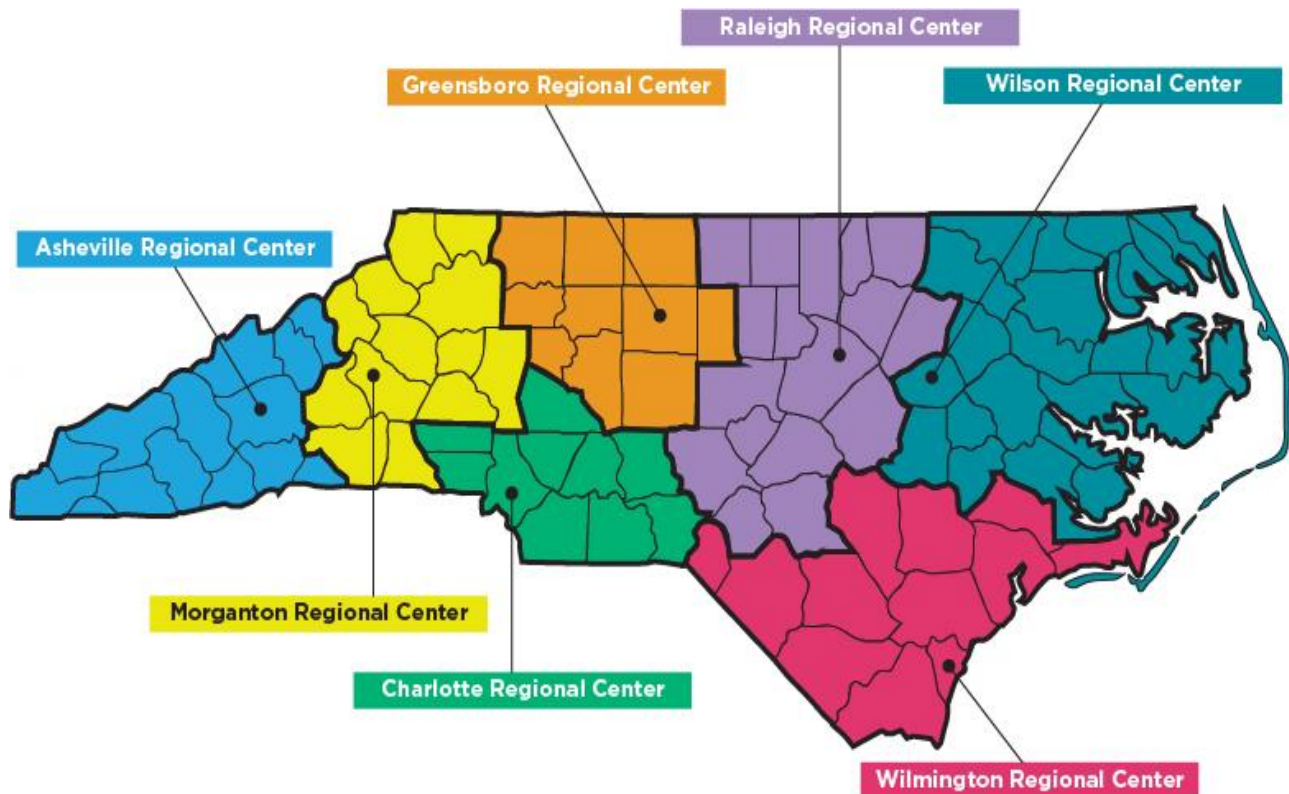 Raleigh Regional Center
Greensboro Regional Center
Wilson Regional Center
Asheville Regional Center
Morganton Regional Center
Charlotte Regional Center
Wilmington Regional Center